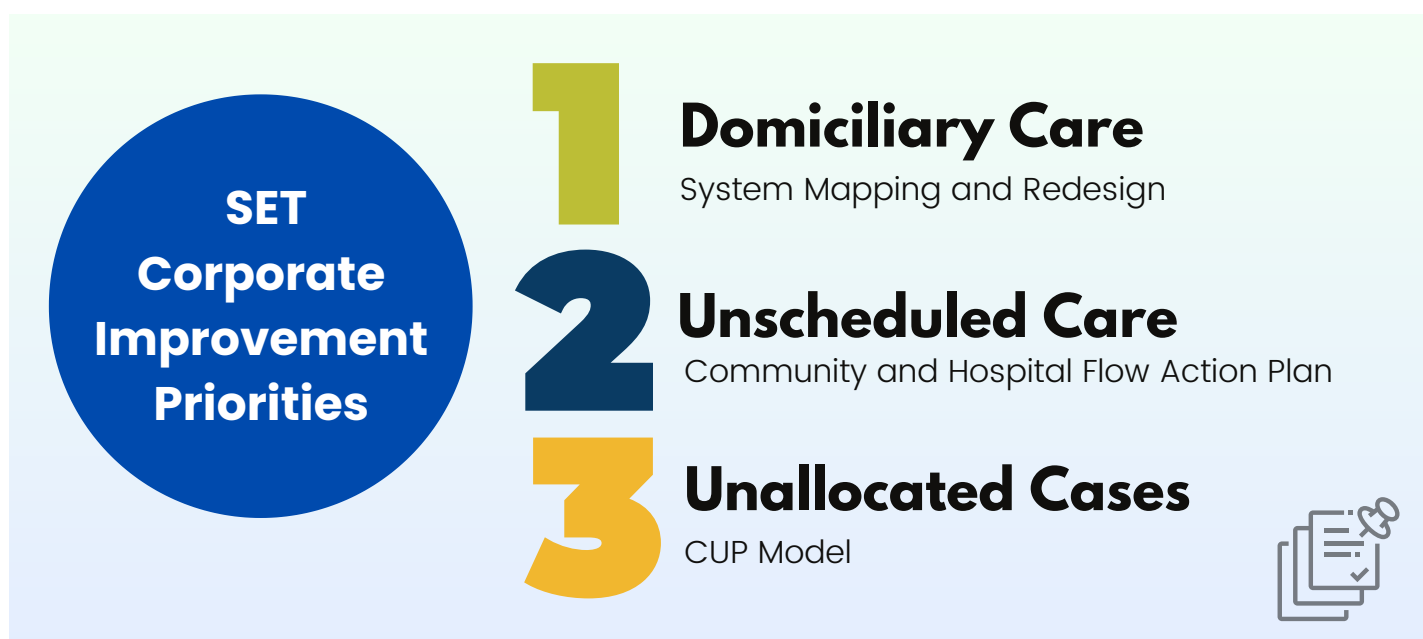 SET
Corporate
Improvement
Priorities
1
Domiciliary Care
System Mapping and Redesign
2
Unscheduled Care
Community and Hospital Flow Action Plan
3
Unallocated Cases
CUP Model